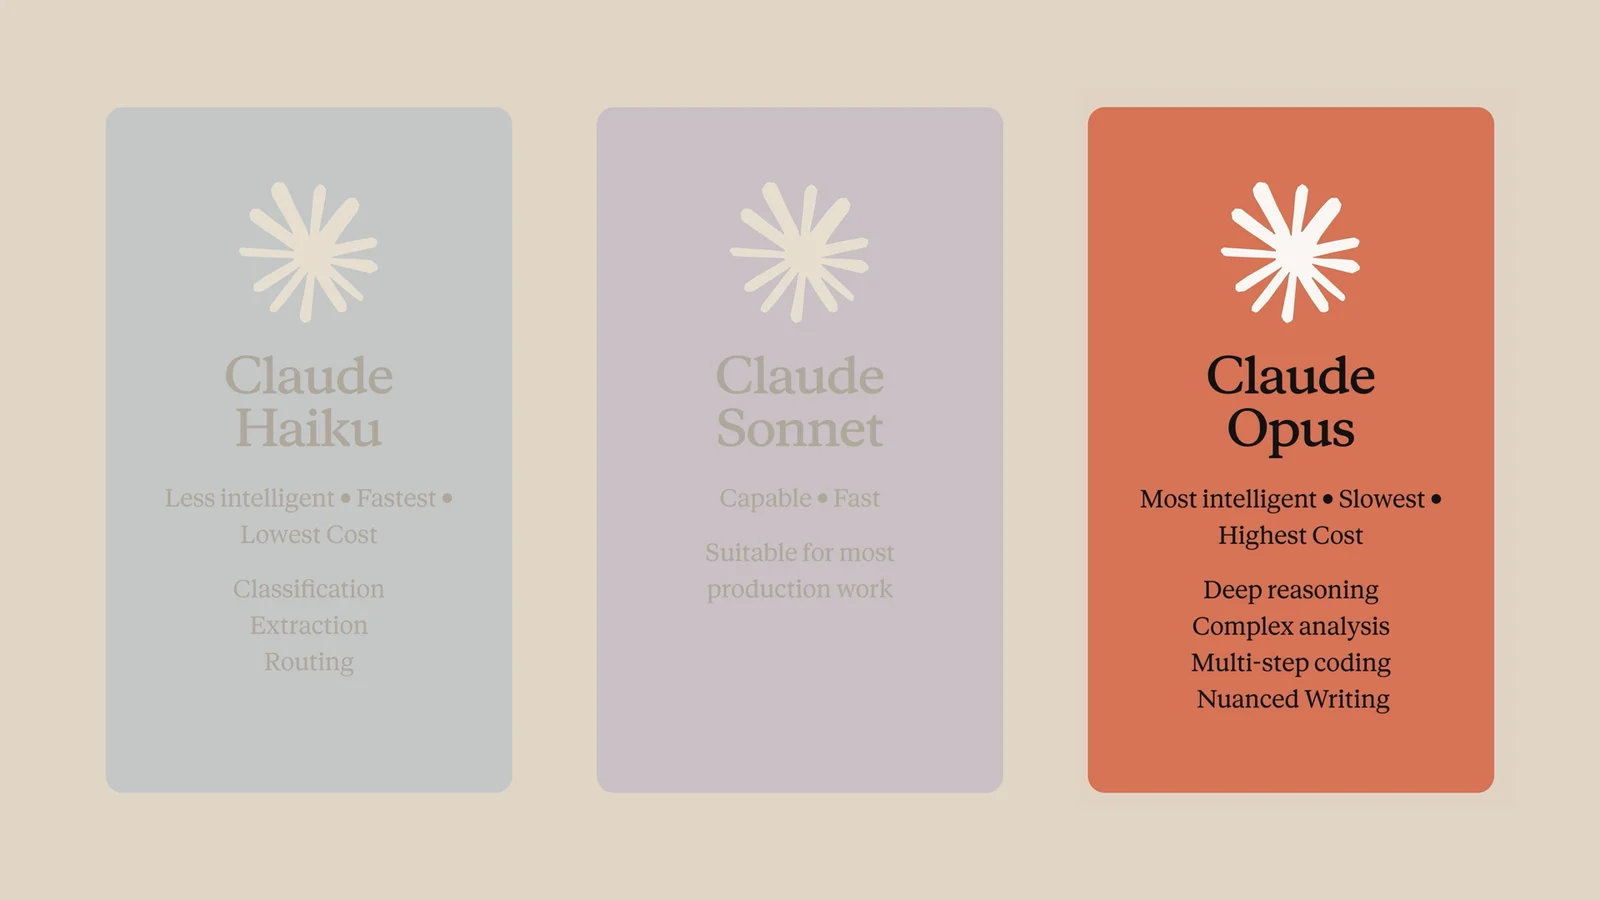 Claude
Haiku
Less intelligent • Fastest •
Lowest Cost
Classification
Extraction
Routing
Claude
Sonnet
Capable • Fast
Suitable for most
production work
Claude
Opus
Most intelligent • Slowest •
Highest Cost
Deep reasoning
Complex analysis
Multi-step coding
Nuanced Writing